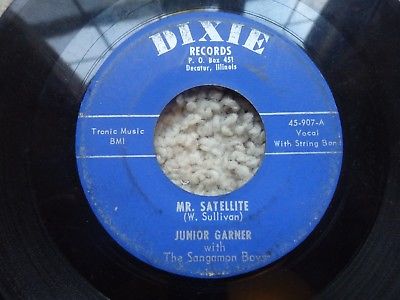 DIXIE
RECORDS
P. O. Box 451
Decatur, Illinois
Tronic Music
BMI
45-907-A
Vocal
With String Band
MR. SATELLITE
(W. Sullivan)
JUNIOR GARNER
with
The Sangamon Boys